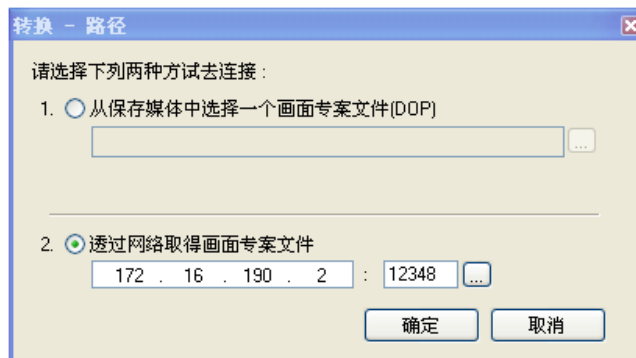 转换 - 路径
请选择下列两种方试去连接 :
1. 从保存媒体中选择一个画面专案文件(DOP)
...
2. 透过网络取得画面专案文件
172 . 16 . 190 . 2 : 12348 ...
确定 取消